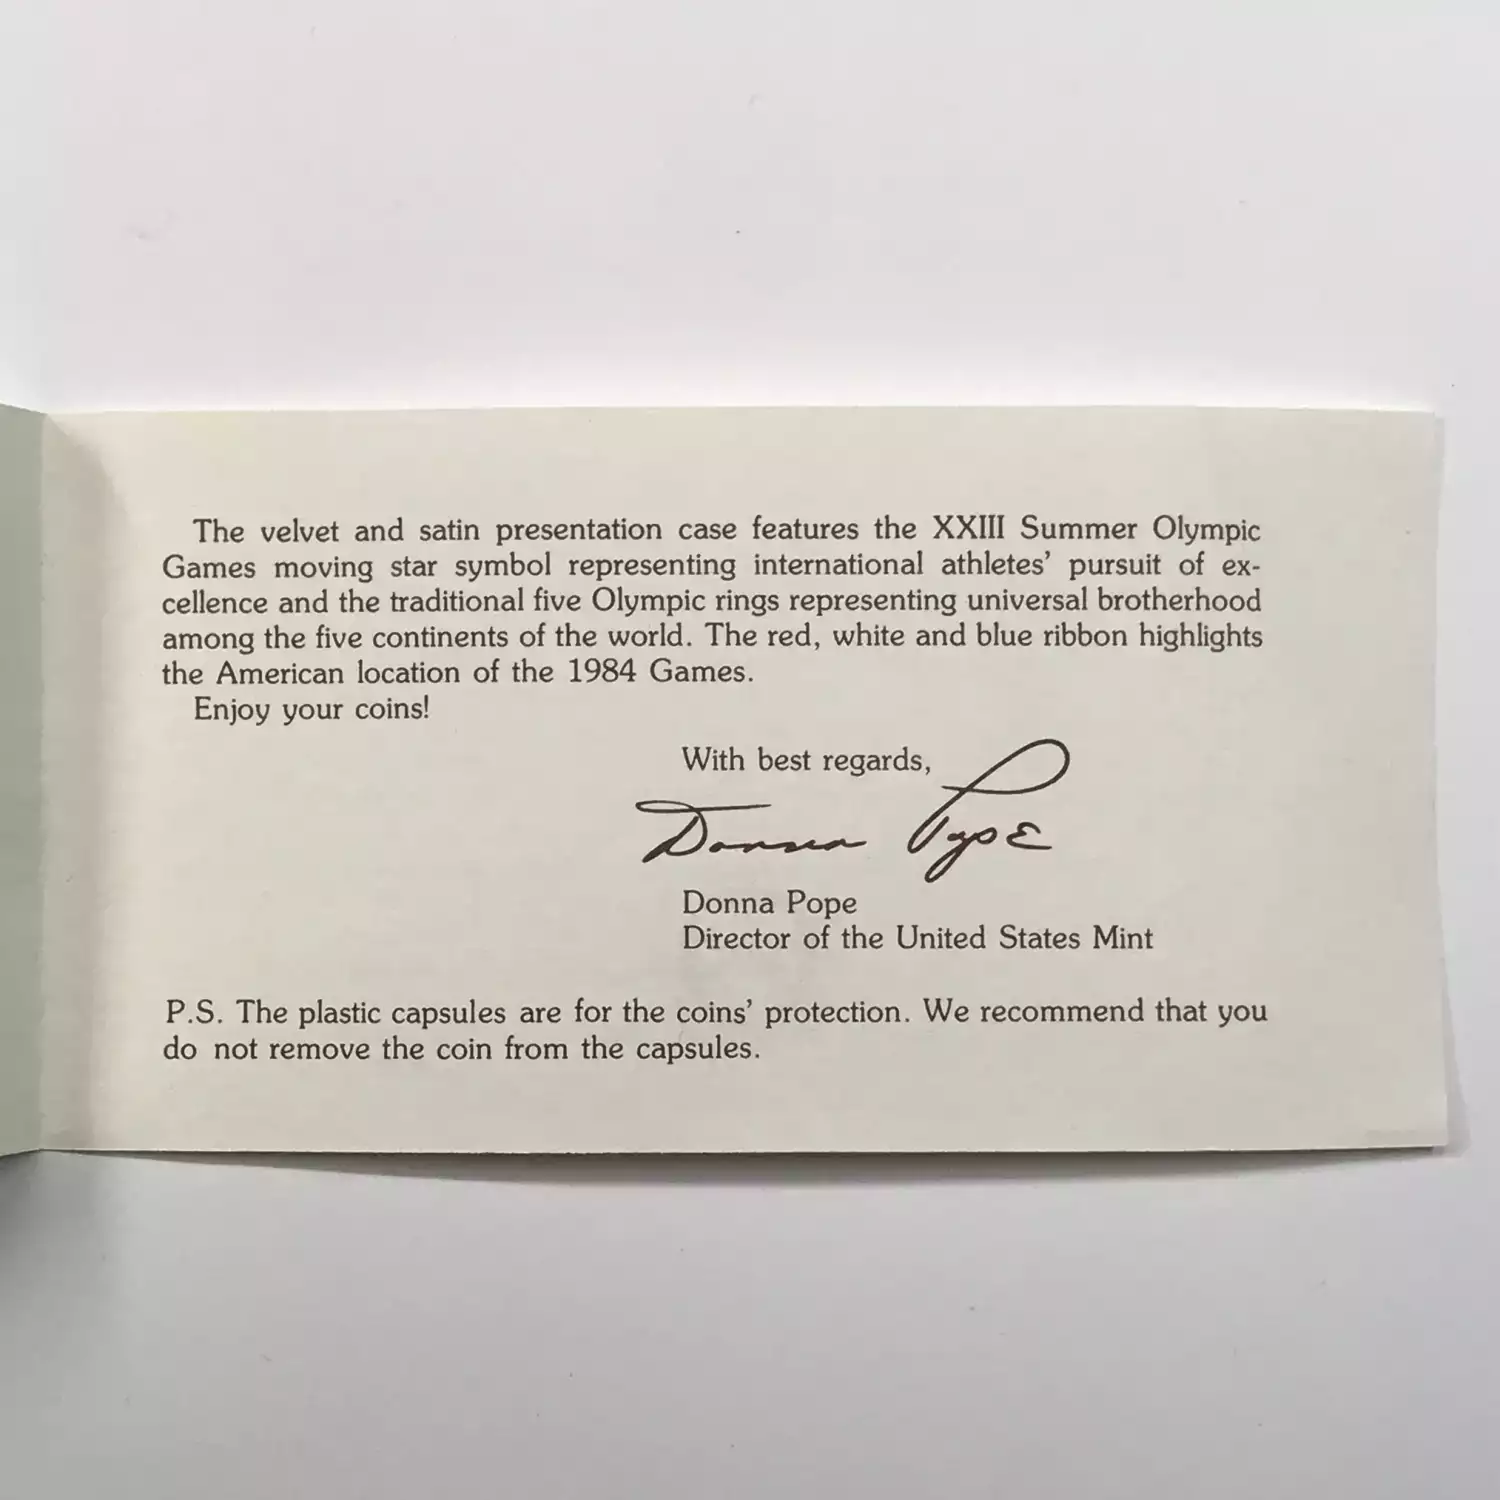 The velvet and satin presentation case features the XXIII Summer Olympic
Games moving star symbol representing international athletes' pursuit of ex-
cellence and the traditional five Olympic rings representing universal brotherhood
among the five continents of the world. The red, white and blue ribbon highlights
the American location of the 1984 Games.
Enjoy your coins!
With best regards,
Donna Pope
Donna Pope
Director of the United States Mint
P.S. The plastic capsules are for the coins' protection. We recommend that you
do not remove the coin from the capsules.